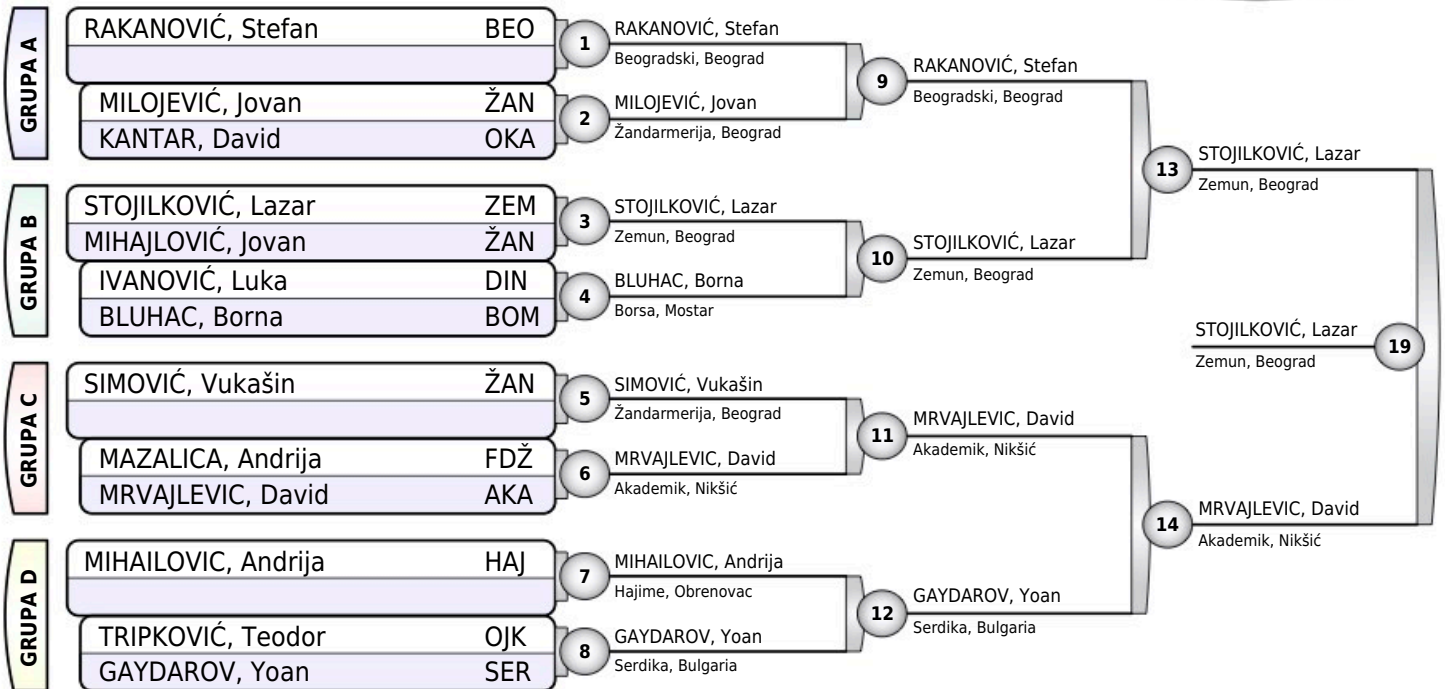 GRUPA A
RAKANOVIĆ, Stefan BEO
MILOJEVIĆ, Jovan ŽAN
KANTAR, David OKA
GRUPA B
STOJILKOVIĆ, Lazar ZEM
MIHAJLOVIĆ, Jovan ŽAN
IVANOVIĆ, Luka DIN
BLUHAC, Borna BOM
GRUPA C
SIMOVIĆ, Vukašin ŽAN
MAZALICA, Andrija FDŽ
MRVAJLEVIC, David AKA
GRUPA D
MIHAILOVIC, Andrija HAJ
TRIPKOVIĆ, Teodor OJK
GAYDAROV, Yoan SER
1
RAKANOVIĆ, Stefan
Beogradski, Beograd
2
MILOJEVIĆ, Jovan
Žandarmerija, Beograd
3
STOJILKOVIĆ, Lazar
Zemun, Beograd
4
BLUHAC, Borna
Borsa, Mostar
5
SIMOVIĆ, Vukašin
Žandarmerija, Beograd
6
MRVAJLEVIC, David
Akademik, Nikšić
7
MIHAILOVIC, Andrija
Hajime, Obrenovac
8
GAYDAROV, Yoan
Serdika, Bulgaria
9
RAKANOVIĆ, Stefan
Beogradski, Beograd
10
STOJILKOVIĆ, Lazar
Zemun, Beograd
11
MRVAJLEVIC, David
Akademik, Nikšić
12
GAYDAROV, Yoan
Serdika, Bulgaria
13
STOJILKOVIĆ, Lazar
Zemun, Beograd
14
MRVAJLEVIC, David
Akademik, Nikšić
STOJILKOVIĆ, Lazar
Zemun, Beograd
19